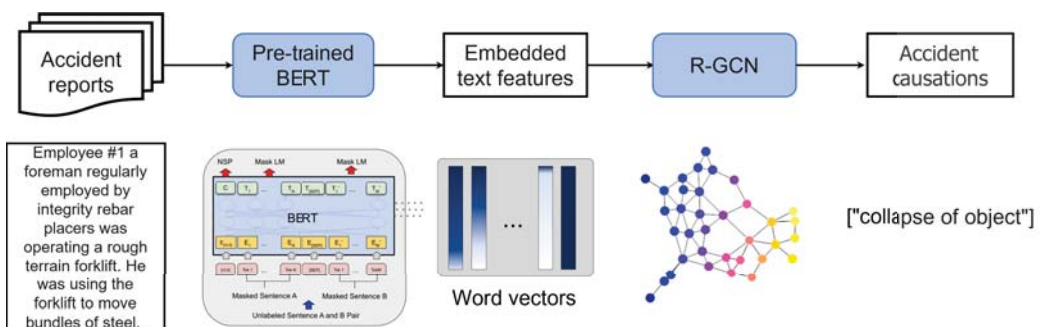 Accident
reports
Pre-trained
BERT
Embedded
text features
R-GCN
Accident
causations
Employee #1 a
foreman regularly
employed by
integrity rebar
placers was
operating a rough
terrain forklift. He
was using the
forklift to move
bundles of steel.
NSP Mask LM Mask LM
BERT
Masked Sentence A Masked Sentence B
Unlabeled Sentence A and B Pair
...
Word vectors
["collapse of object"]